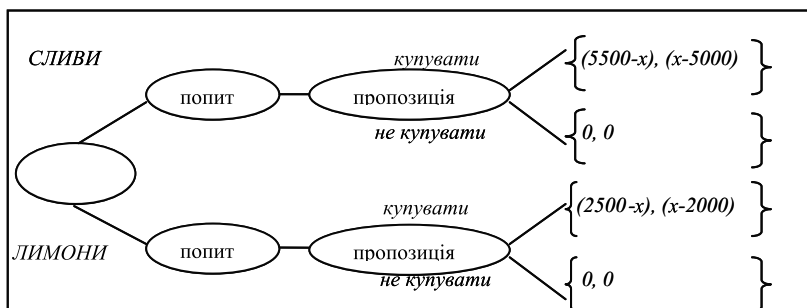 СЛИВИ
купувати
{(5500-x), (x-5000)}
попит
пропозиція
не купувати
{0, 0}
купувати
{(2500-x), (x-2000)}
ЛИМОНИ
попит
пропозиція
не купувати
{0, 0}